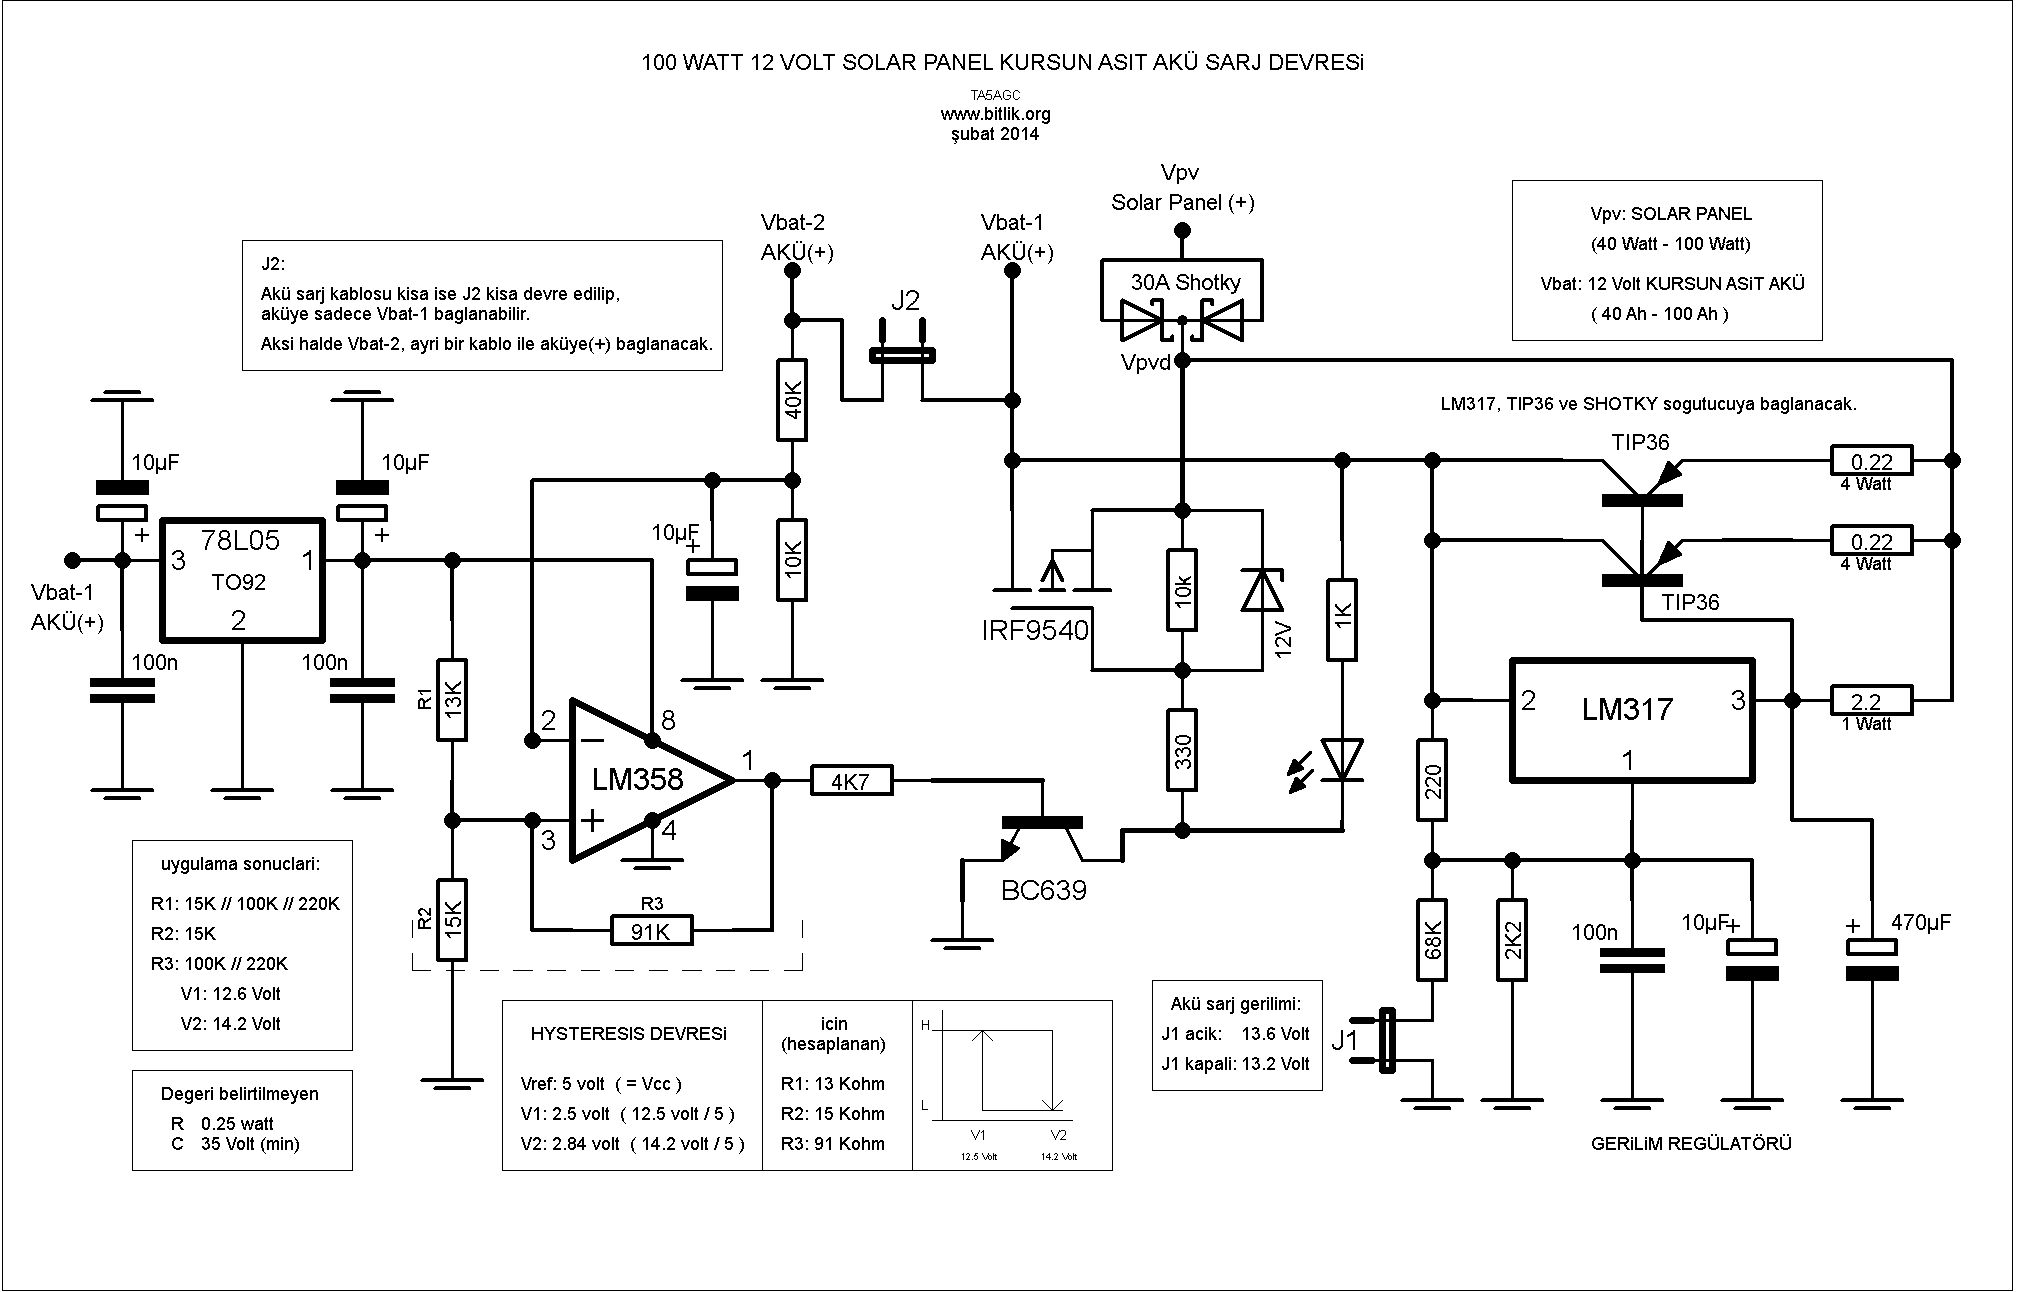 100 WATT 12 VOLT SOLAR PANEL KURSUN ASIT AKÜ SARJ DEVRESi
TA5AGC
www.bitlik.org
şubat 2014
J2:
Akü sarj kablosu kisa ise J2 kisa devre edilip,
aküye sadece Vbat-1 baglanabilir.
Aksi halde Vbat-2, ayri bir kablo ile aküye(+) baglanacak.
Vbat-2
AKÜ(+)
J2
Vbat-1
AKÜ(+)
Vpv
Solar Panel (+)
30A Shotky
Vpvd
Vpv: SOLAR PANEL
(40 Watt - 100 Watt)
Vbat: 12 Volt KURSUN ASiT AKÜ
( 40 Ah - 100 Ah )
LM317, TIP36 ve SHOTKY sogutucuya baglanacak.
10µF
+
10µF
+
78L05
TO92
3
1
2
Vbat-1
AKÜ(+)
100n
100n
40K
10K
10µF
+
R1
13K
R2
15K
2
8
1
3
4
LM358
R3
91K
4K7
BC639
IRF9540
10k
12V
330
1K
TIP36
0.22
4 Watt
TIP36
0.22
4 Watt
LM317
2
3
1
2.2
1 Watt
220
68K
2K2
100n
10µF
+
470µF
+
J1
Akü sarj gerilimi:
J1 acik: 13.6 Volt
J1 kapali: 13.2 Volt
GERiLiM REGÜLATÖRÜ
uygulama sonuclari:
R1: 15K // 100K // 220K
R2: 15K
R3: 100K // 220K
V1: 12.6 Volt
V2: 14.2 Volt
Degeri belirtilmeyen
R 0.25 watt
C 35 Volt (min)
HYSTERESIS DEVRESi
Vref: 5 volt ( = Vcc )
V1: 2.5 volt ( 12.5 volt / 5 )
V2: 2.84 volt ( 14.2 volt / 5 )
icin
(hesaplanan)
R1: 13 Kohm
R2: 15 Kohm
R3: 91 Kohm
H
L
V1
V2
12.5 Volt
14.2 Volt